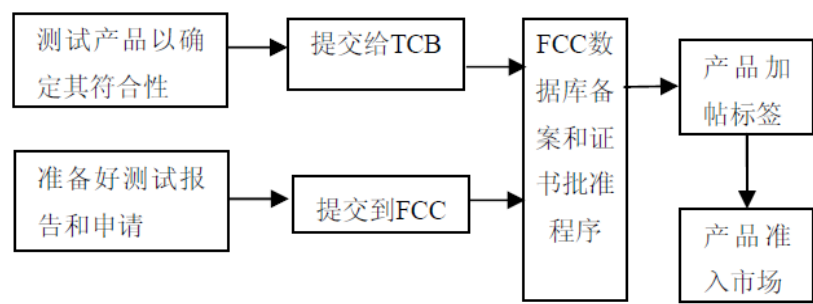 测试产品以确
定其符合性
提交给TCB
准备好测试报
告和申请
提交到FCC
FCC数
据库备
案和证
书批准
程序
产品加
帖标签
产品准
入市场